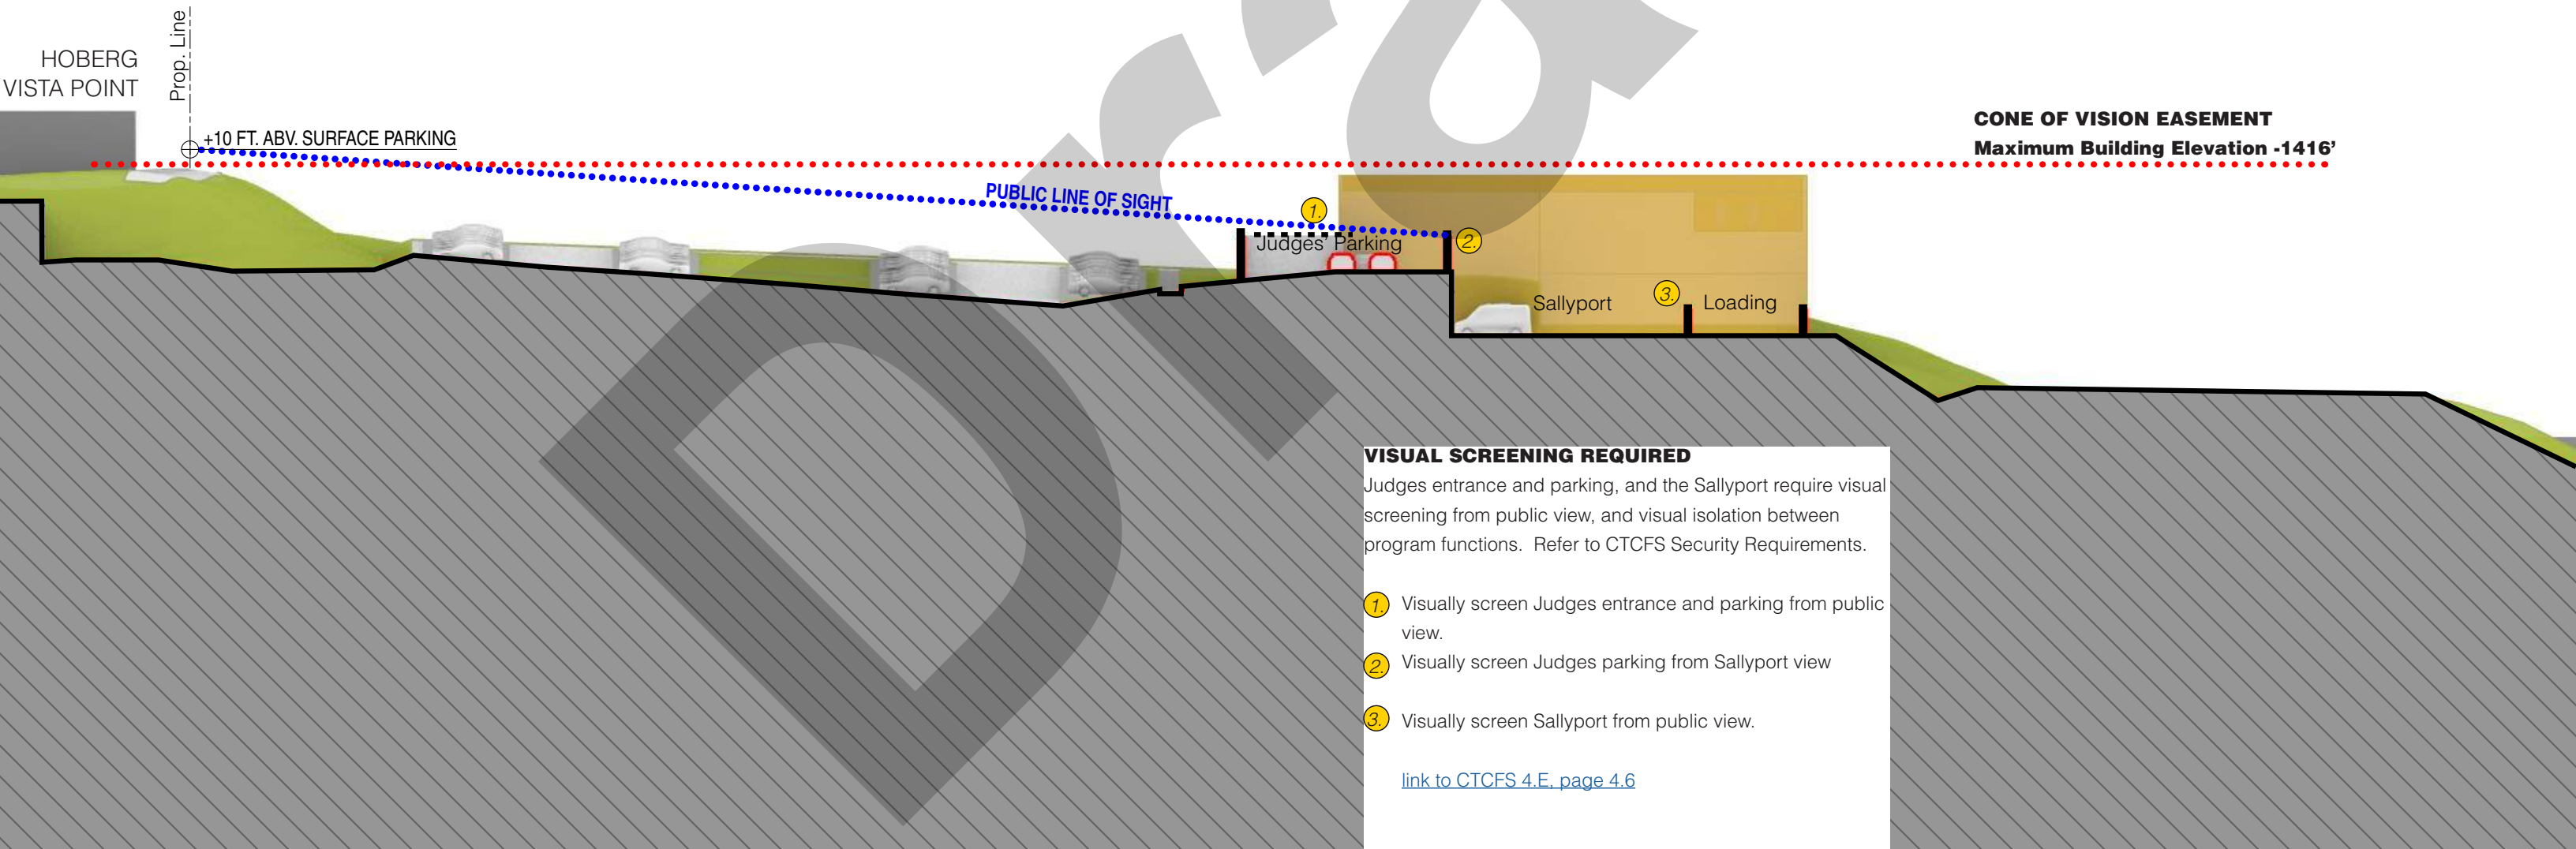 HOBERG
VISTA POINT
Prop. Line
+10 FT. ABV. SURFACE PARKING
PUBLIC LINE OF SIGHT
CONE OF VISION EASEMENT
Maximum Building Elevation -1416’
1.
Judges’ Parking
2.
Sallyport
3.
Loading
Dra
VISUAL SCREENING REQUIRED
Judges entrance and parking, and the Sallyport require visual
screening from public view, and visual isolation between
program functions.  Refer to CTCFS Security Requirements.
1. Visually screen Judges entrance and parking from public
view.
2. Visually screen Judges parking from Sallyport view
3. Visually screen Sallyport from public view.
link to CTCFS 4.E, page 4.6